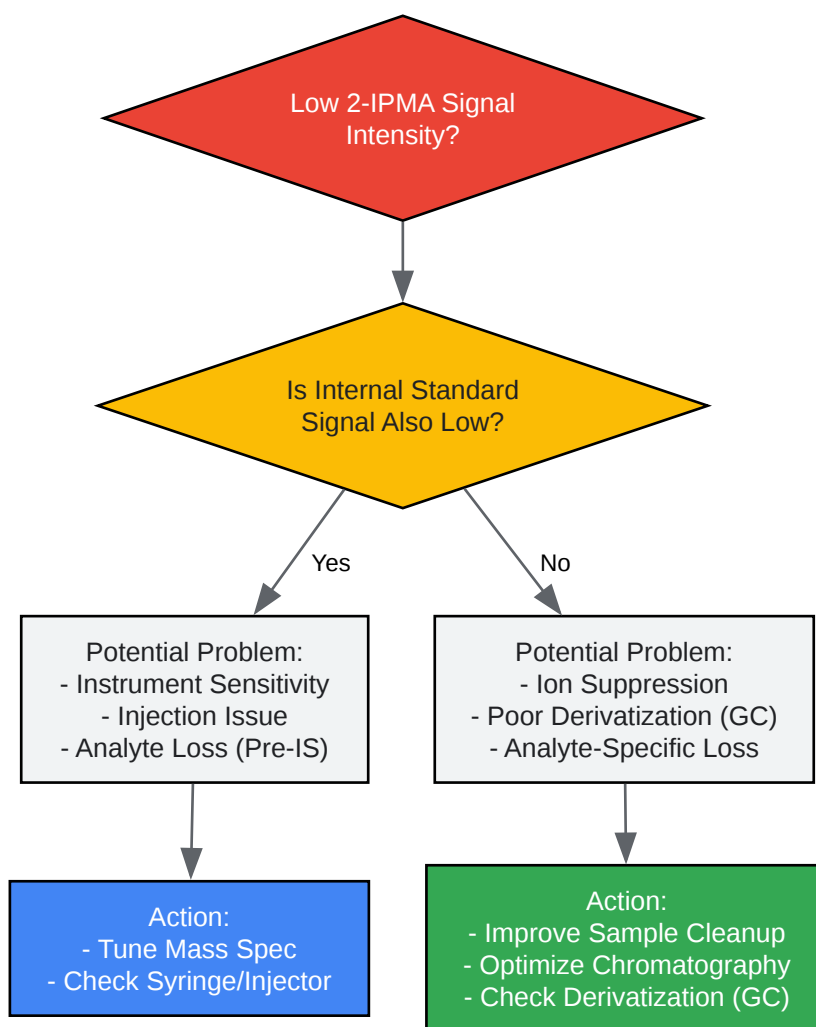 Low 2-IPMA Signal
Intensity?
Is Internal Standard
Signal Also Low?
Yes
No
Potential Problem:
- Instrument Sensitivity
- Injection Issue
- Analyte Loss (Pre-IS)
Potential Problem:
- Ion Suppression
- Poor Derivatization (GC)
- Analyte-Specific Loss
Action:
- Tune Mass Spec
- Check Syringe/Injector
Action:
- Improve Sample Cleanup
- Optimize Chromatography
- Check Derivatization (GC)